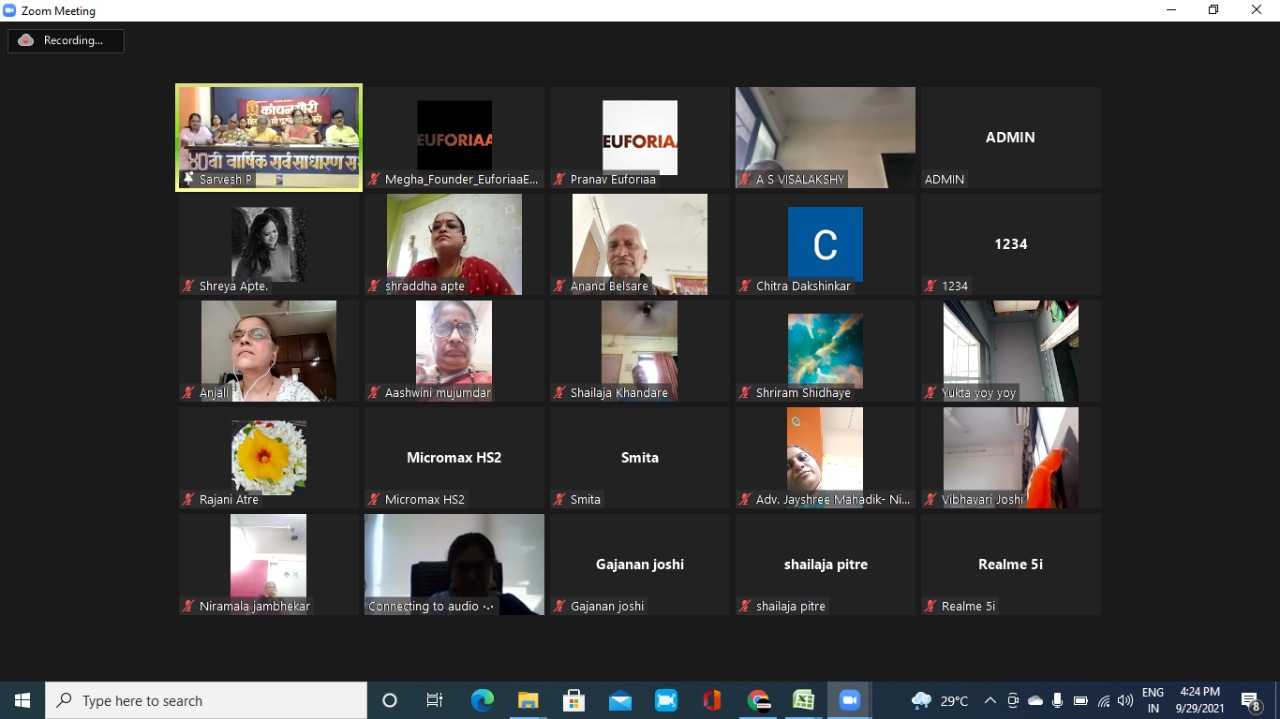 Zoom Meeting
Recording...
कांचनगौरी
40वी वार्षिक सर्वसाधारण स
Sarvesh P
EUFORIAA
Megha_Founder_EuforiaaE...
EUFORIA
Pranav Euforiaa
A S VISALAKSHY
ADMIN
ADMIN
Shreya Apte.
shraddha apte
Anand Belsare
C
Chitra Dakshinkar
1234
1234
Anjali
Aashwini mujumdar
Shailaja Khandare
Shriram Shidhaye
Yukta yoy yoy
Rajani Atre
Micromax HS2
Micromax HS2
Smita
Smita
Adv. Jayshree Mahadik- Ni...
Vibhavari Joshi
Niramala jambhekar
Connecting to audio ...
Gajanan joshi
Gajanan joshi
shailaja pitre
shailaja pitre
Realme 5i
Realme 5i
Type here to search
29°C
ENG
IN
4:24 PM
9/29/2021
8